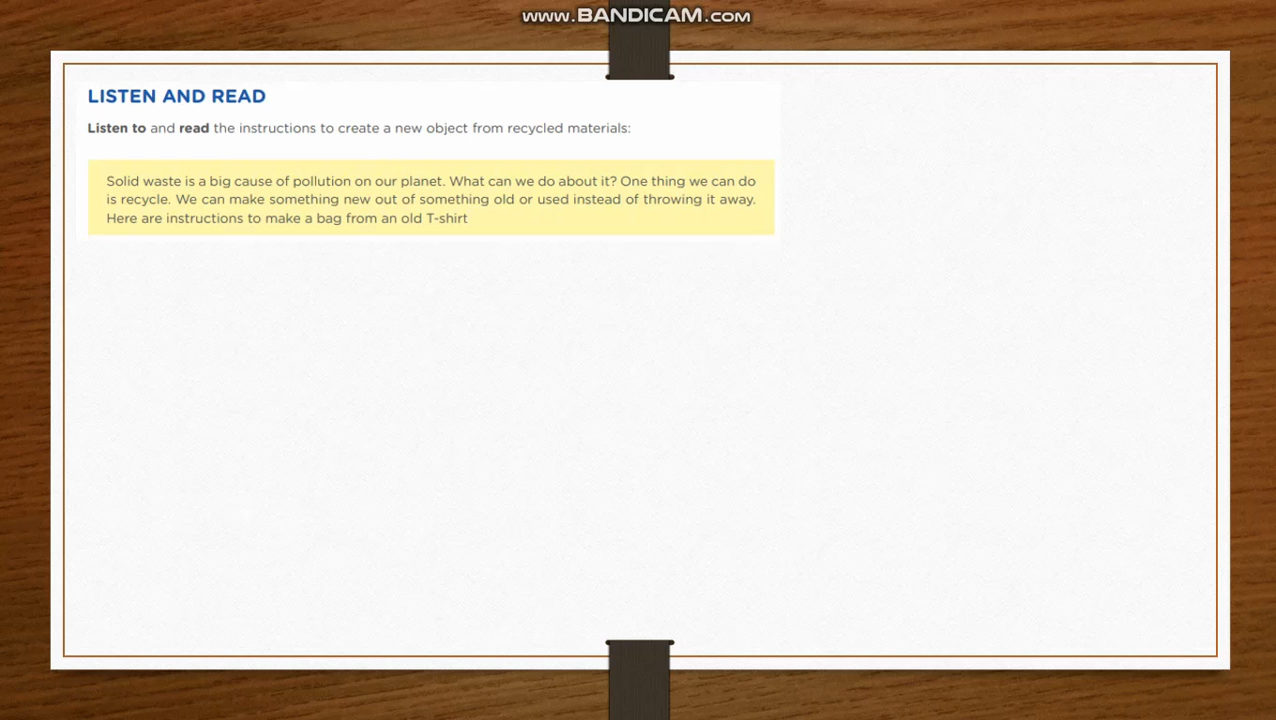 www.BANDICAM.com
LISTEN AND READ
Listen to and read the instructions to create a new object from recycled materials:
Solid waste is a big cause of pollution on our planet. What can we do about it? One thing we can do
is recycle. We can make something new out of something old or used instead of throwing it away.
Here are instructions to make a bag from an old T-shirt